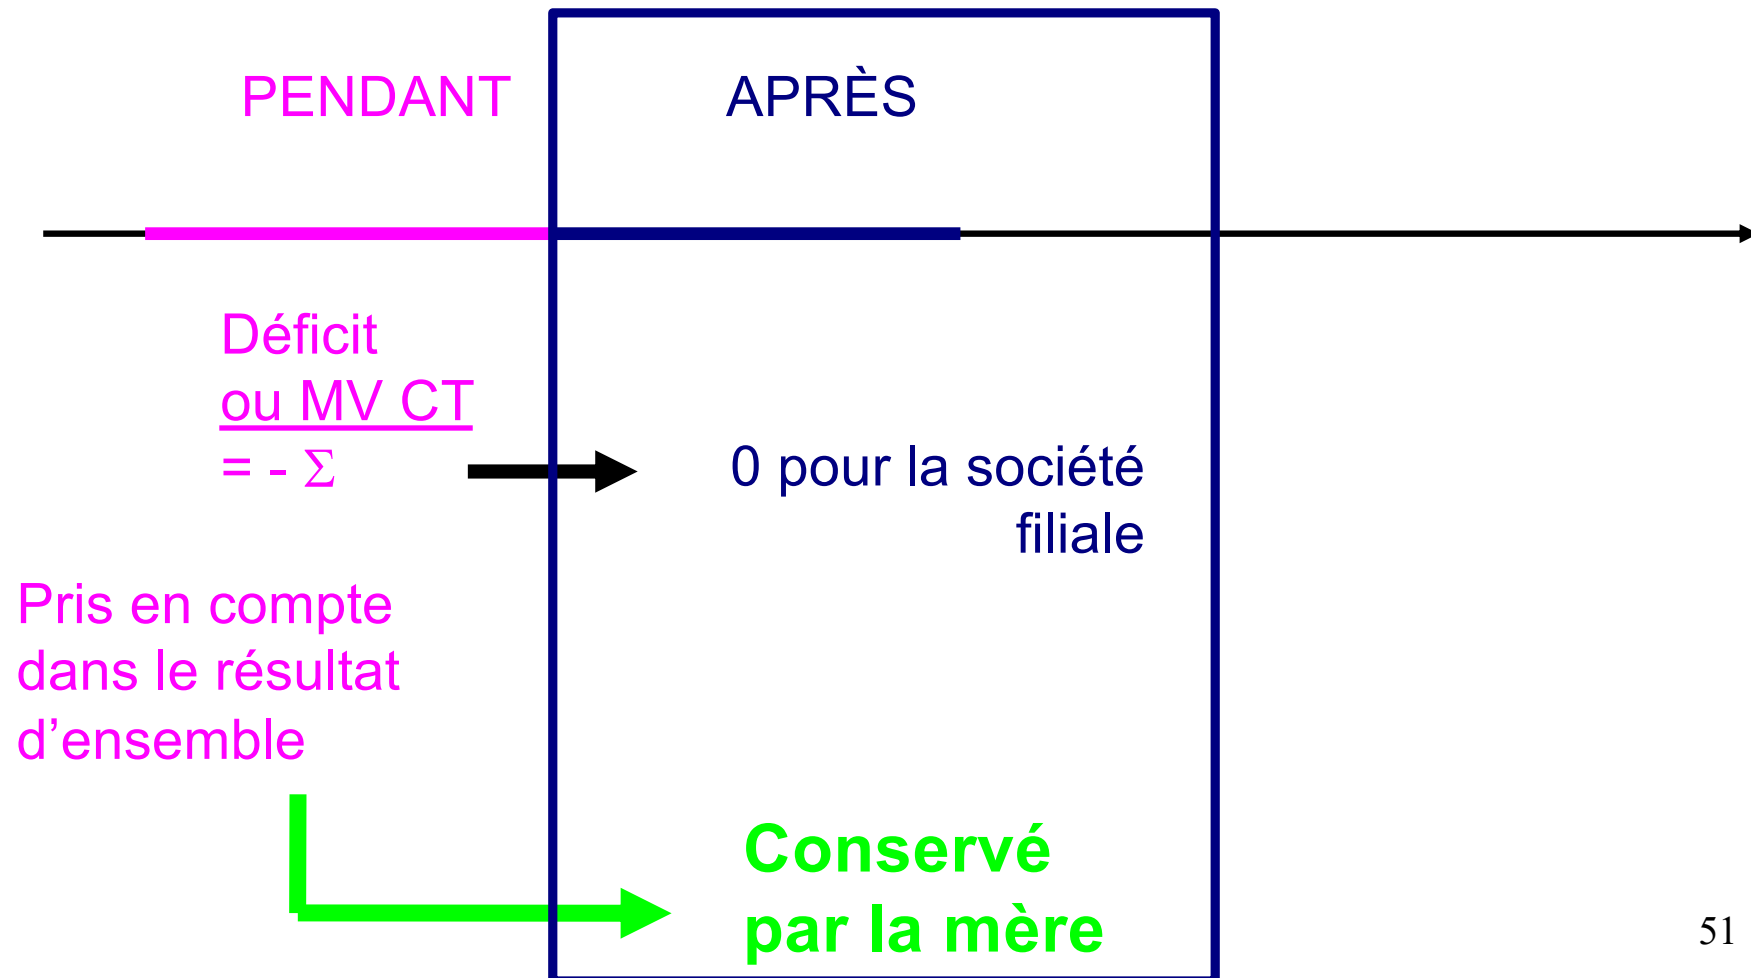 PENDANT
APRÈS
Déficit
ou MV CT
= - Σ
0 pour la société
filiale
Pris en compte
dans le résultat
d’ensemble
Conservé
par la mère
51